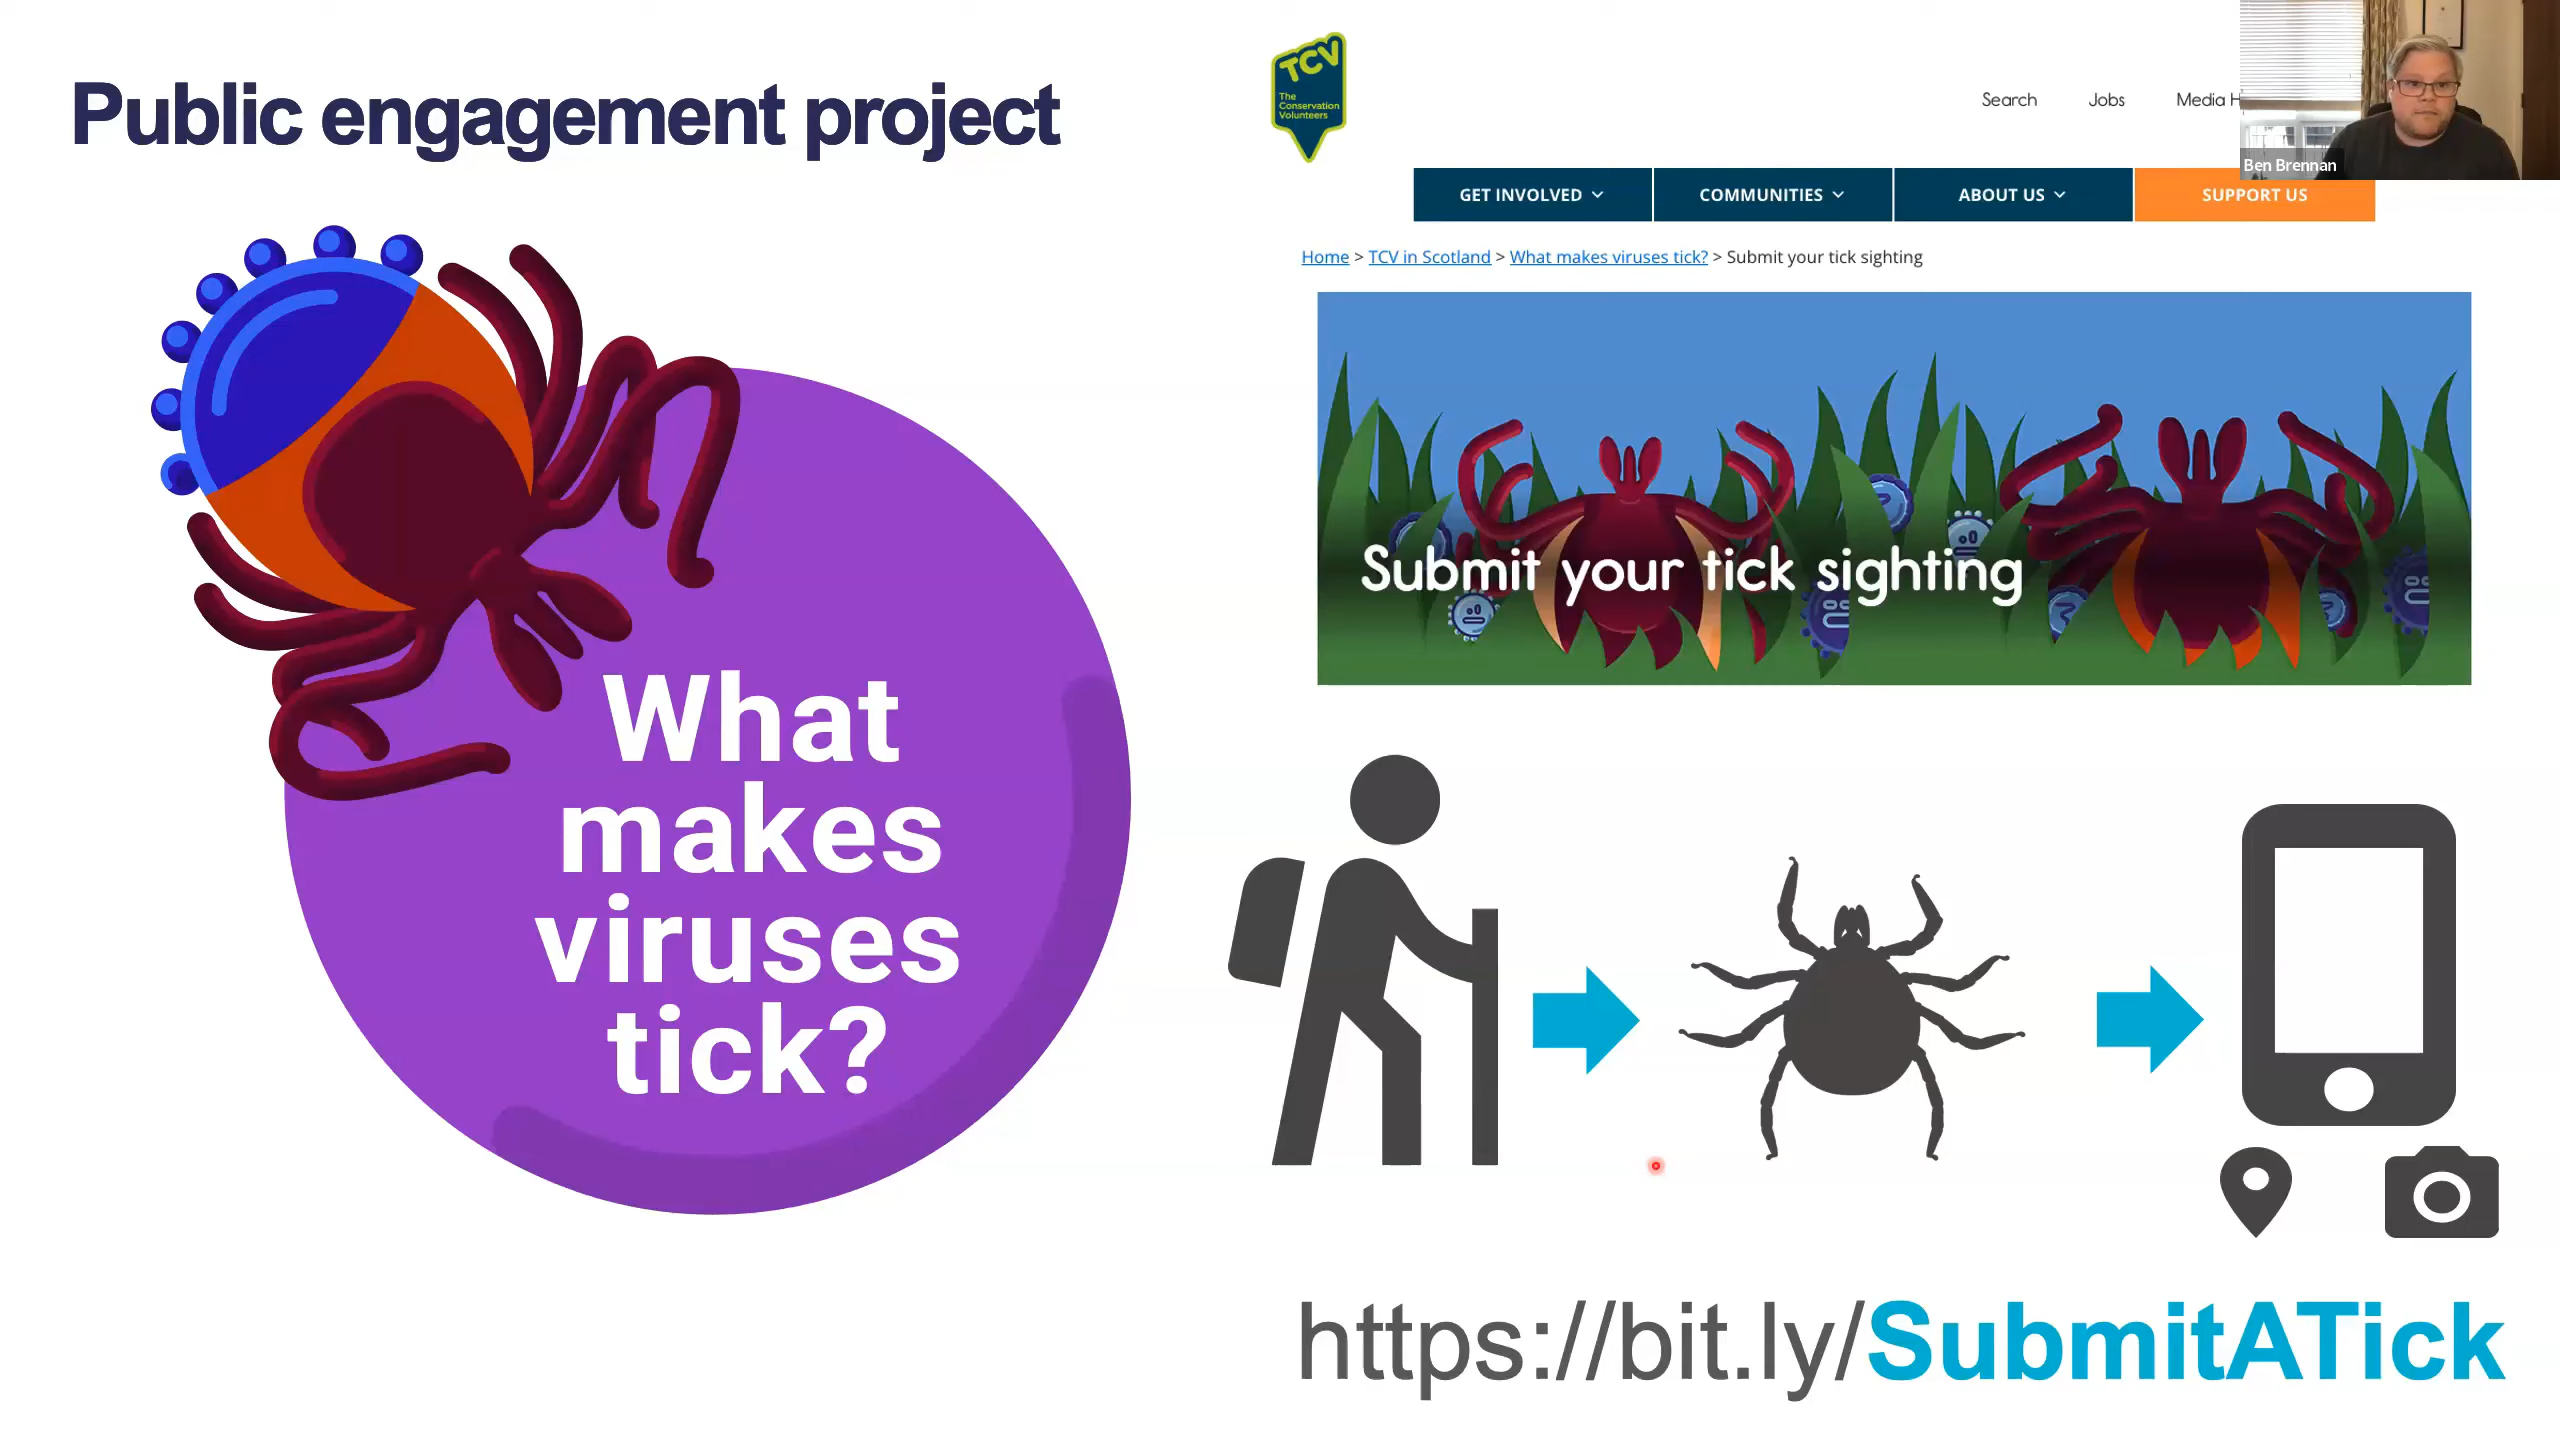 Public engagement project
What
makes
viruses
tick?
TCV
The
Conservation
Volunteers
Search Jobs Media H
Ben Brennan
GET INVOLVED COMMUNITIES ABOUT US SUPPORT US
Home > TCV in Scotland > What makes viruses tick? > Submit your tick sighting
Submit your tick sighting
https://bit.ly/SubmitATick